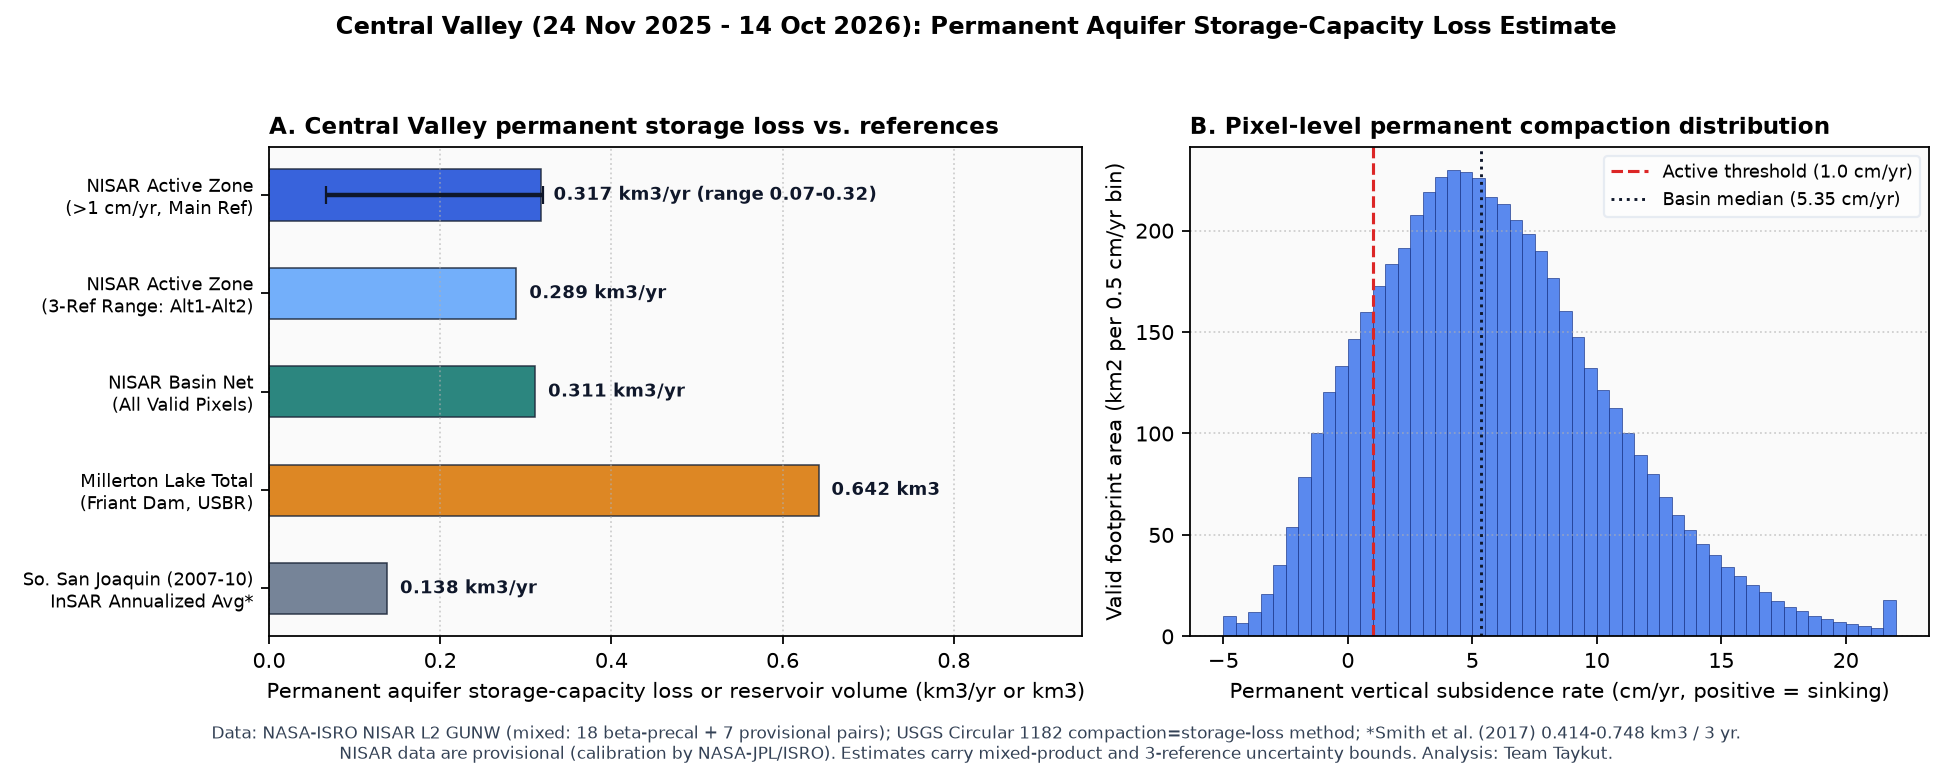 Central Valley (24 Nov 2025 - 14 Oct 2026): Permanent Aquifer Storage-Capacity Loss Estimate
A. Central Valley permanent storage loss vs. references
NISAR Active Zone
(>1 cm/yr, Main Ref)
0.317 km3/yr (range 0.07-0.32)
NISAR Active Zone
(3-Ref Range: Alt1-Alt2)
0.289 km3/yr
NISAR Basin Net
(All Valid Pixels)
0.311 km3/yr
Millerton Lake Total
(Friant Dam, USBR)
0.642 km3
So. San Joaquin (2007-10)
InSAR Annualized Avg*
0.138 km3/yr
0.0 0.2 0.4 0.6 0.8
Permanent aquifer storage-capacity loss or reservoir volume (km3/yr or km3)
B. Pixel-level permanent compaction distribution
Valid footprint area (km2 per 0.5 cm/yr bin)
200
150
100
50
0
Active threshold (1.0 cm/yr)
Basin median (5.35 cm/yr)
−5 0 5 10 15 20
Permanent vertical subsidence rate (cm/yr, positive = sinking)
Data: NASA-ISRO NISAR L2 GUNW (mixed: 18 beta-precal + 7 provisional pairs); USGS Circular 1182 compaction=storage-loss method; *Smith et al. (2017) 0.414-0.748 km3 / 3 yr.
NISAR data are provisional (calibration by NASA-JPL/ISRO). Estimates carry mixed-product and 3-reference uncertainty bounds. Analysis: Team Taykut.